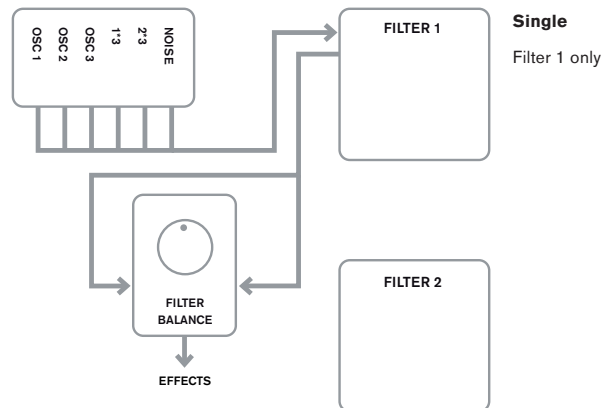 OSC 1
OSC 2
OSC 3
1*3
2*3
NOISE
FILTER 1
Single
Filter 1 only
FILTER
BALANCE
EFFECTS
FILTER 2